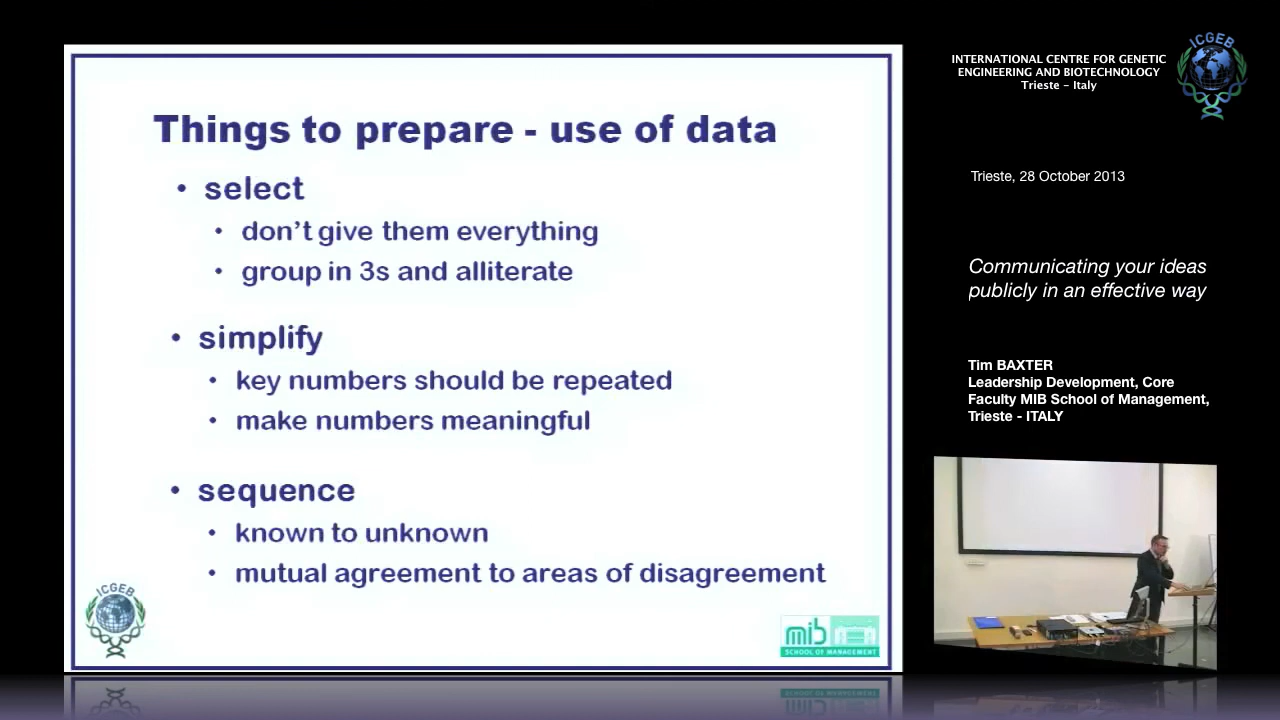 Things to prepare - use of data
• select
• don't give them everything
• group in 3s and alliterate
• simplify
• key numbers should be repeated
• make numbers meaningful
• sequence
• known to unknown
• mutual agreement to areas of disagreement
ICGEB
mib
SCHOOL OF MANAGEMENT
INTERNATIONAL CENTRE FOR GENETIC
ENGINEERING AND BIOTECHNOLOGY
Trieste - Italy
ICGEB
Trieste, 28 October 2013
Communicating your ideas
publicly in an effective way
Tim BAXTER
Leadership Development, Core
Faculty MIB School of Management,
Trieste - ITALY